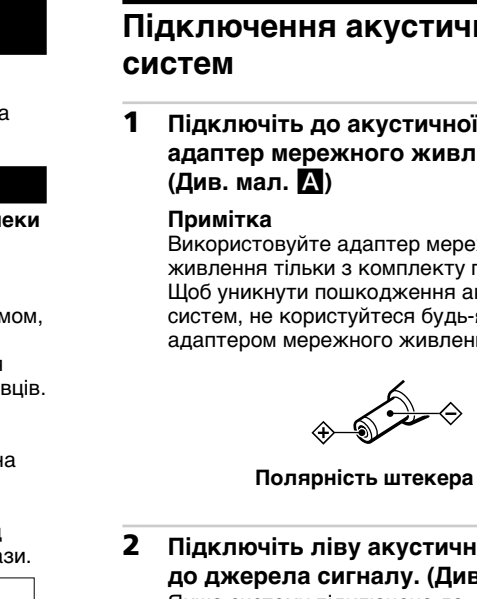 а
леки
мом,
вців.
на
ази.
Підключення акустичн
систем
1 Підключіть до акустичної
адаптер мережного живл
(Див. мал. A)
Примітка
Використовуйте адаптер мере
живлення тільки з комплекту п
Щоб уникнути пошкодження а
систем, не користуйтеся будь-я
адаптером мережного живлен
Полярність штекера
2 Підключіть ліву акустичн
до джерела сигналу. (Див